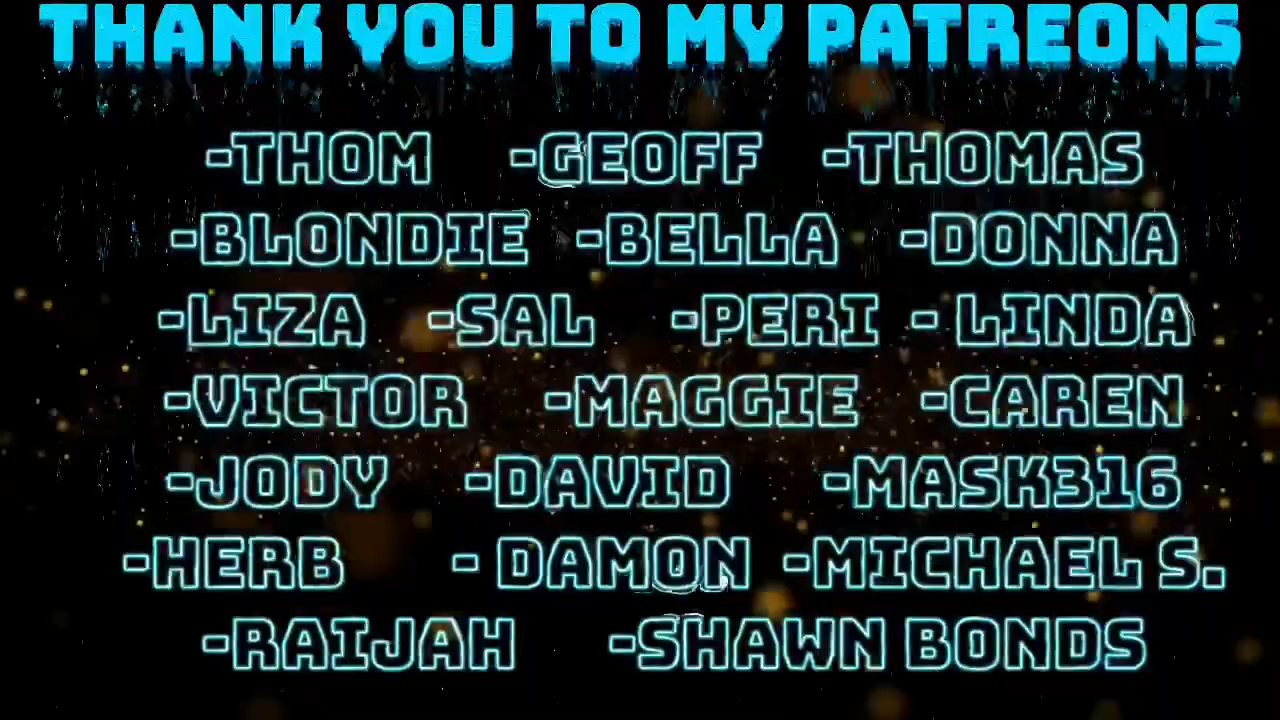 THANK YOU TO MY PATREONS
-THOM -GEOFF -THOMAS
-BLONDIE -BELLA -DONNA
-LIZA -SAL -PERI - LINDA
-VICTOR -MAGGIE -CAREN
-JODY -DAVID -MASK316
-HERB - DAMON -MICHAEL S.
-RAIJAH -SHAWN BONDS